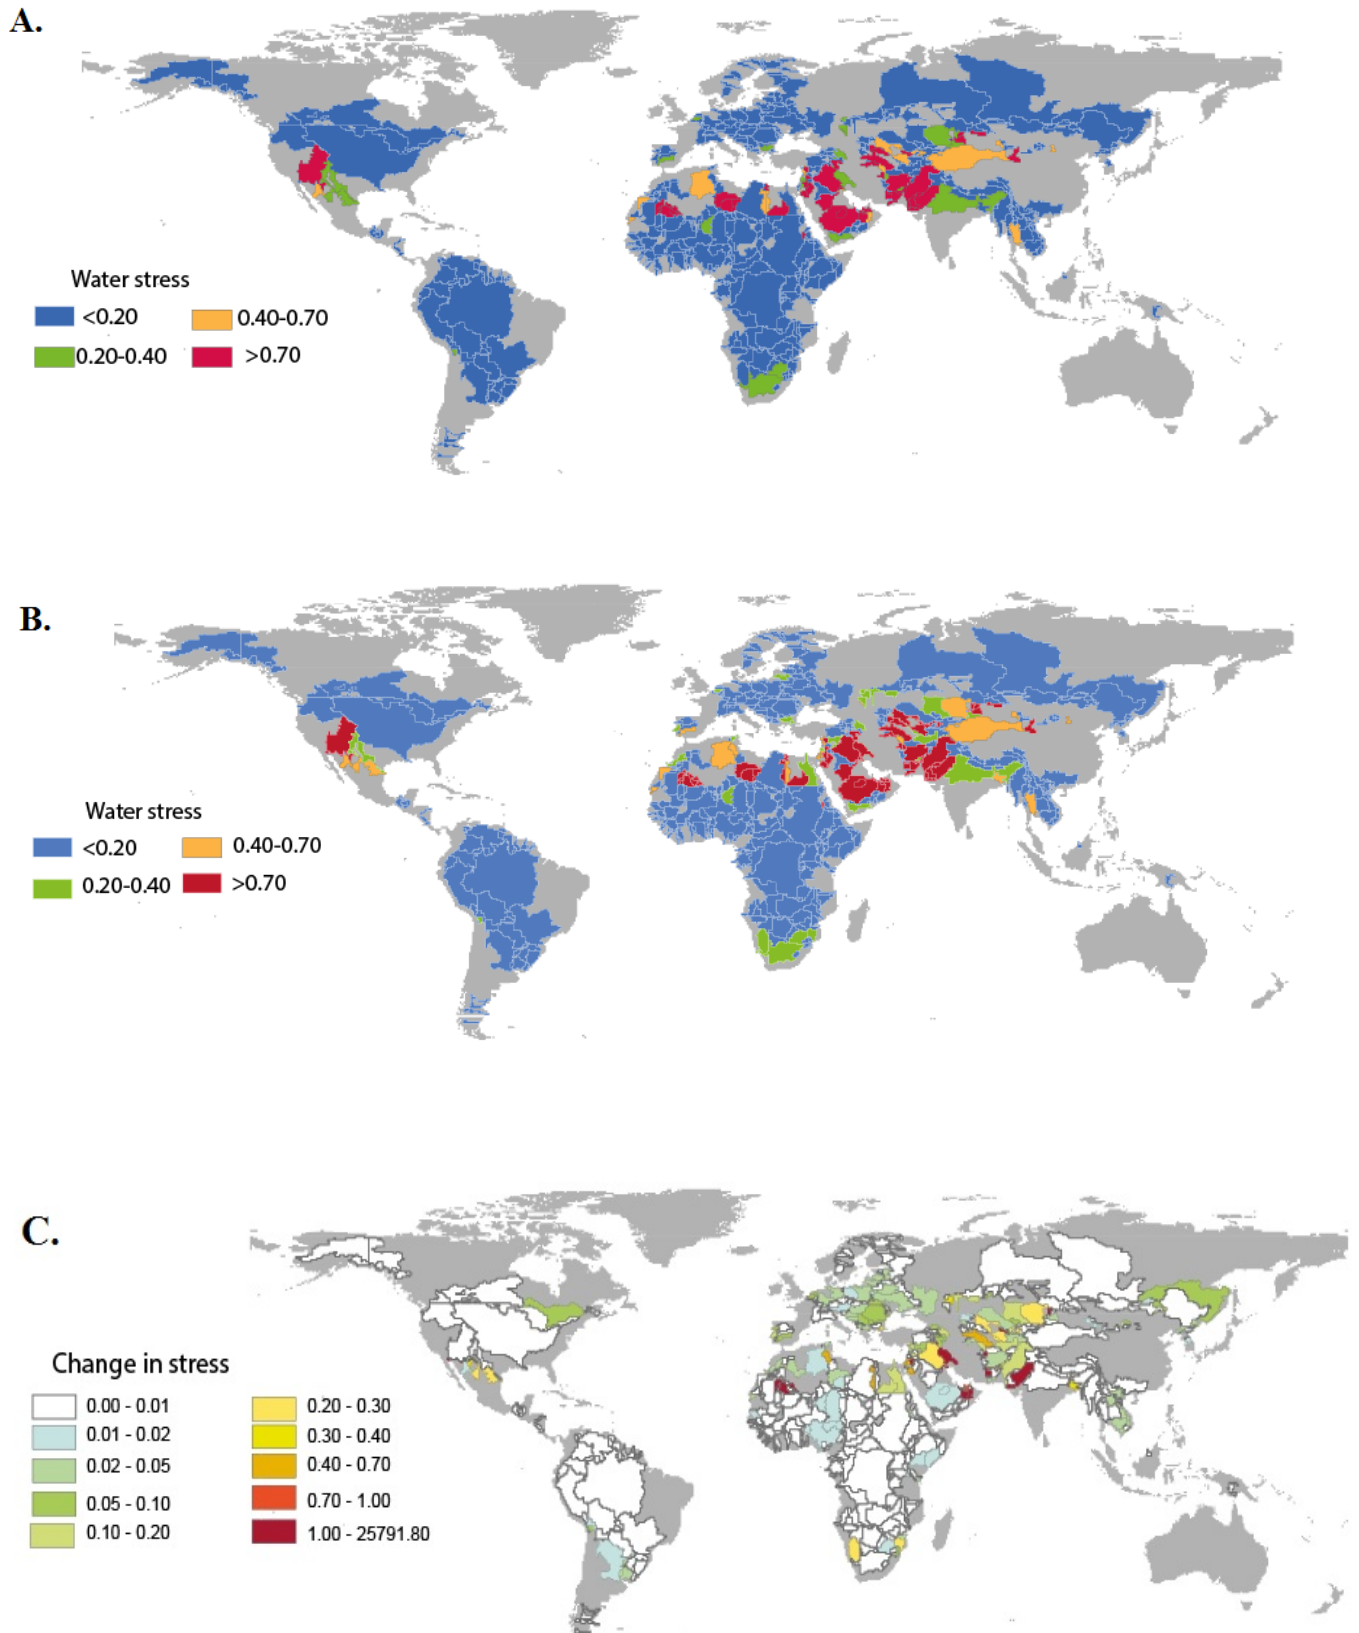 A.
Water stress
<0.20
0.40-0.70
0.20-0.40
>0.70
B.
Water stress
<0.20
0.40-0.70
0.20-0.40
>0.70
C.
Change in stress
0.00 - 0.01
0.20 - 0.30
0.01 - 0.02
0.30 - 0.40
0.02 - 0.05
0.40 - 0.70
0.05 - 0.10
0.70 - 1.00
0.10 - 0.20
1.00 - 25791.80